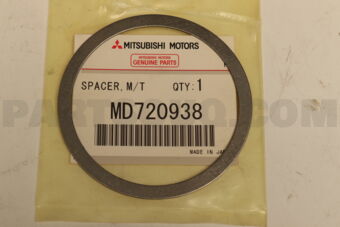 MITSUBISHI MOTORS
MITSUBISHI MOTORS
GENUINE PARTS
SPACER, M/T QTY: 1
MD720938
MADE IN JAPAN